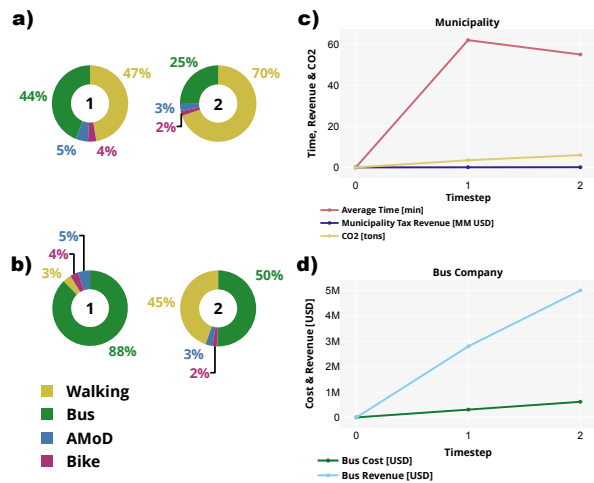 a)
47%
44%
1
5%
4%
25%
70%
3%
2
2%
b)
5%
4%
3%
1
88%
50%
45%
2
3%
2%
Walking
Bus
AMoD
Bike
c)
Municipality
Time, Revenue & CO2
60
40
20
0
0
1
2
Timestep
Average Time [min]
Municipality Tax Revenue [MM USD]
CO2 [tons]
d)
Bus Company
Cost & Revenue [USD]
5M
4M
3M
2M
1M
0
0
1
2
Timestep
Bus Cost [USD]
Bus Revenue [USD]